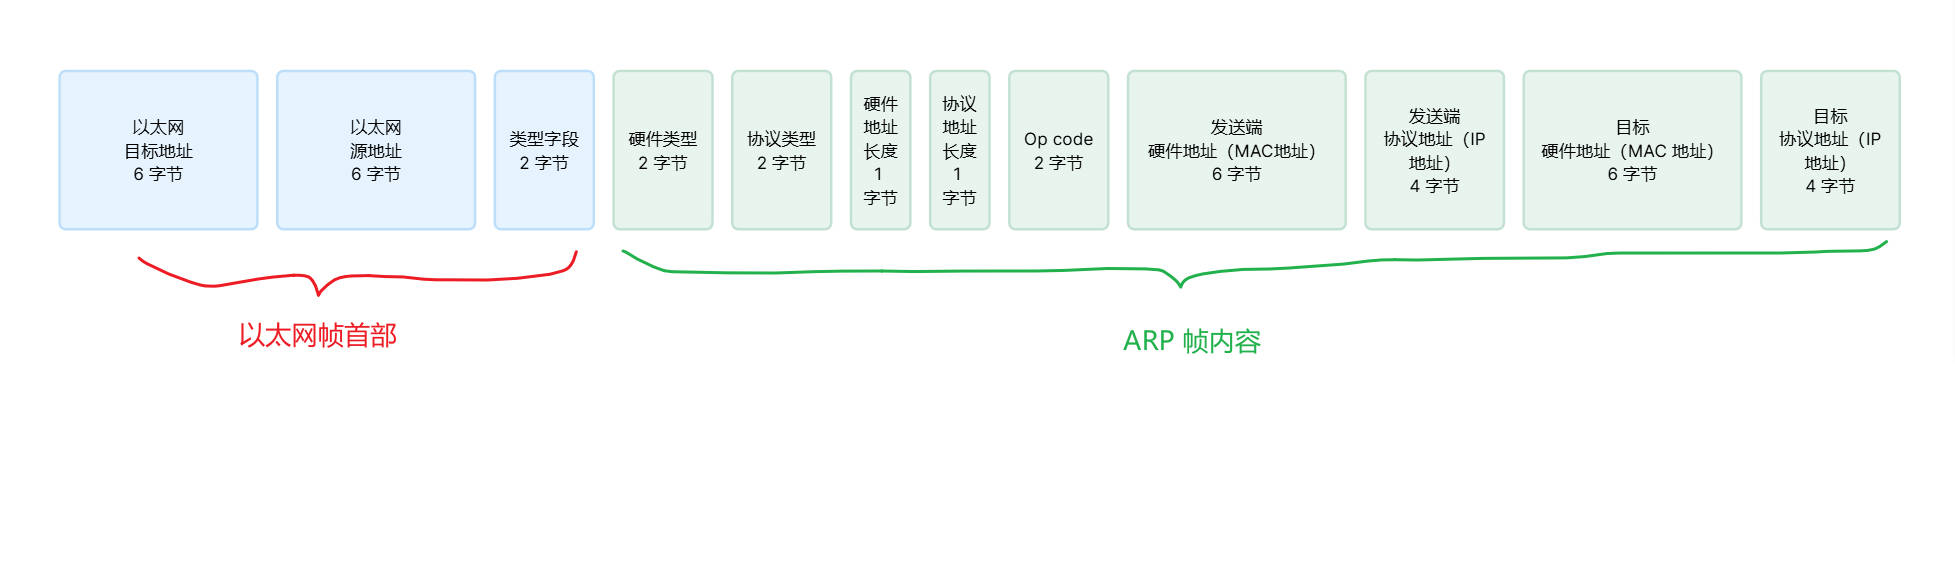 以太网
目标地址
6 字节
以太网
源地址
6 字节
类型字段
2 字节
硬件类型
2 字节
协议类型
2 字节
硬件
地址
长度
1
字节
协议
地址
长度
1
字节
Op code
2 字节
发送端
硬件地址（MAC地址）
6 字节
发送端
协议地址（IP
地址）
4 字节
目标
硬件地址（MAC 地址）
6 字节
目标
协议地址（IP
地址）
4 字节
以太网帧首部
ARP 帧内容